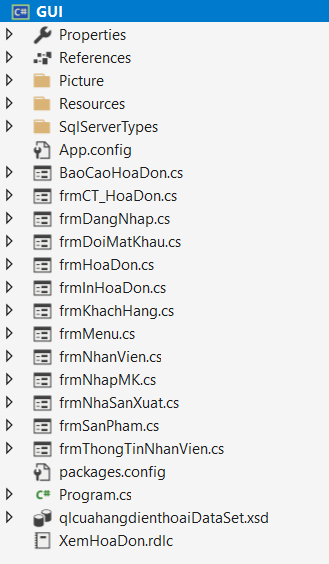 C# GUI
Properties
References
Picture
Resources
SqlServerTypes
App.config
BaoCaoHoaDon.cs
frmCT_HoaDon.cs
frmDangNhap.cs
frmDoiMatKhau.cs
frmHoaDon.cs
frmInHoaDon.cs
frmKhachHang.cs
frmMenu.cs
frmNhanVien.cs
frmNhapMK.cs
frmNhaSanXuat.cs
frmSanPham.cs
frmThongTinNhanVien.cs
packages.config
C# Program.cs
qlcuahangdienthoaiDataSet.xsd
XemHoaDon.rdlc